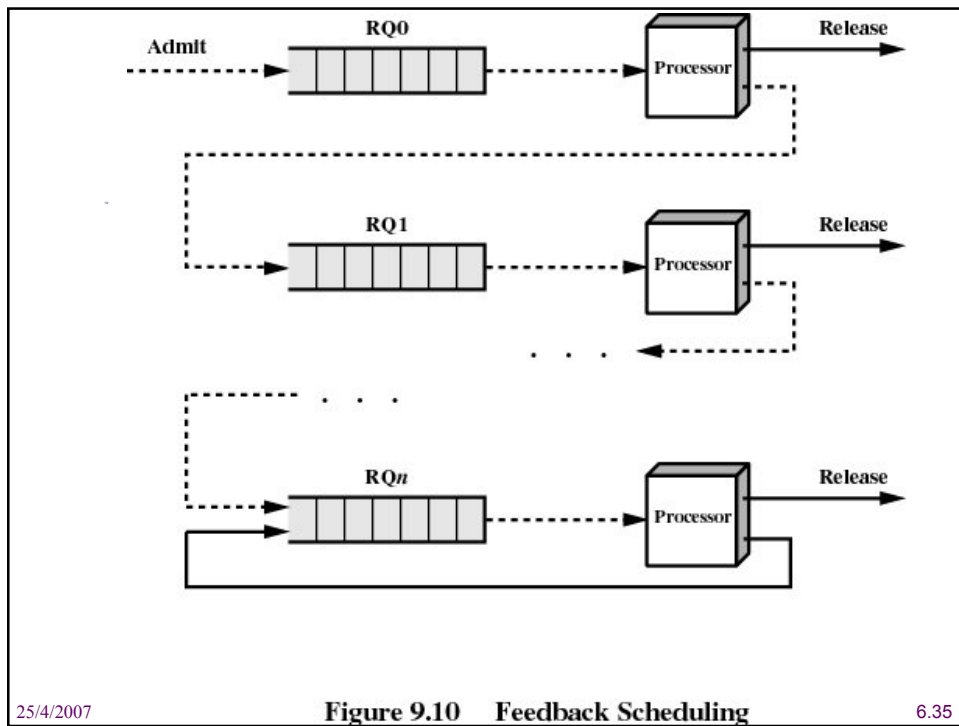 RQ0
Admit
Release
Processor
RQ1
Release
Processor
. . .
. . .
RQn
Release
Processor
25/4/2007
Figure 9.10 Feedback Scheduling
6.35